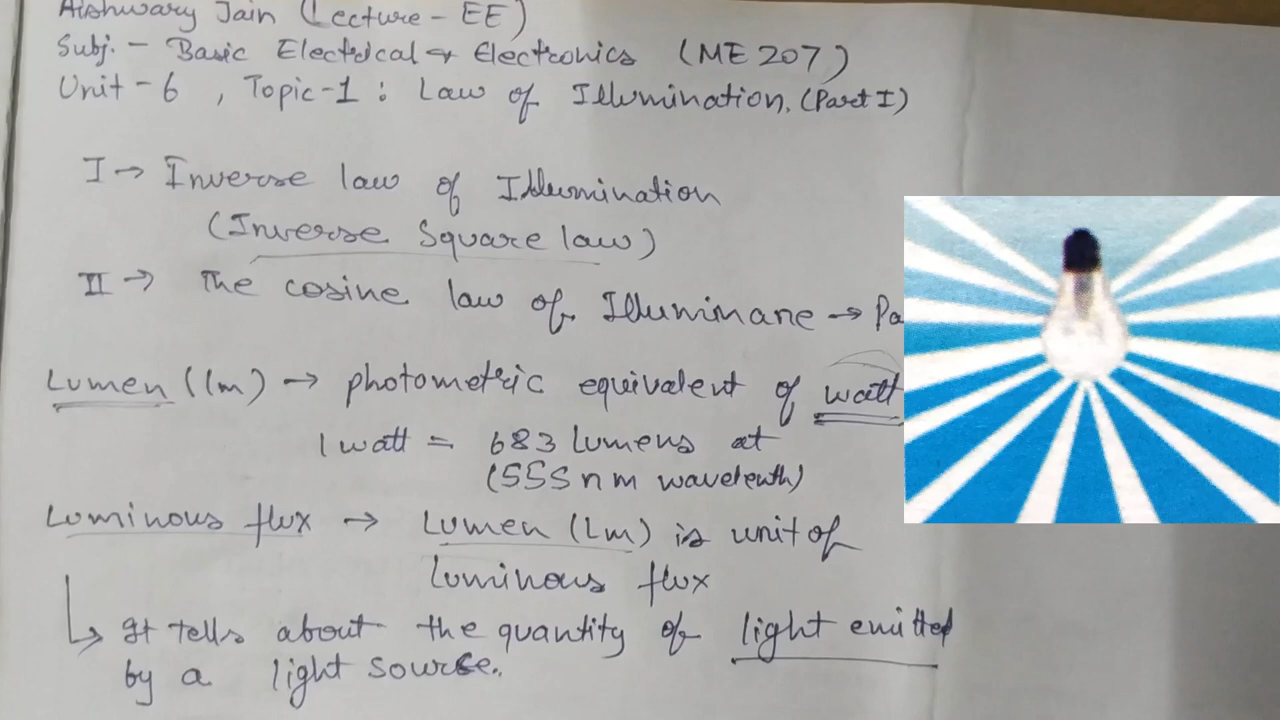 Aishwary Jain (Lecture - EE)
Subj. - Basic Electrical & Electronics (ME 207)
Unit - 6 , Topic-1 : Law of Illumination. (Part I)
I → Inverse law of Illumination
(Inverse Square law)
II → The cosine law of Illuminane → Pa
Lumen (lm) → photometric equivalent of watt
1 watt = 683 Lumens at
(555 nm wavelenth)
Luminous flux → Lumen (Lm) is unit of
luminous flux
↳ It tells about the quantity of light emitted
by a light source.